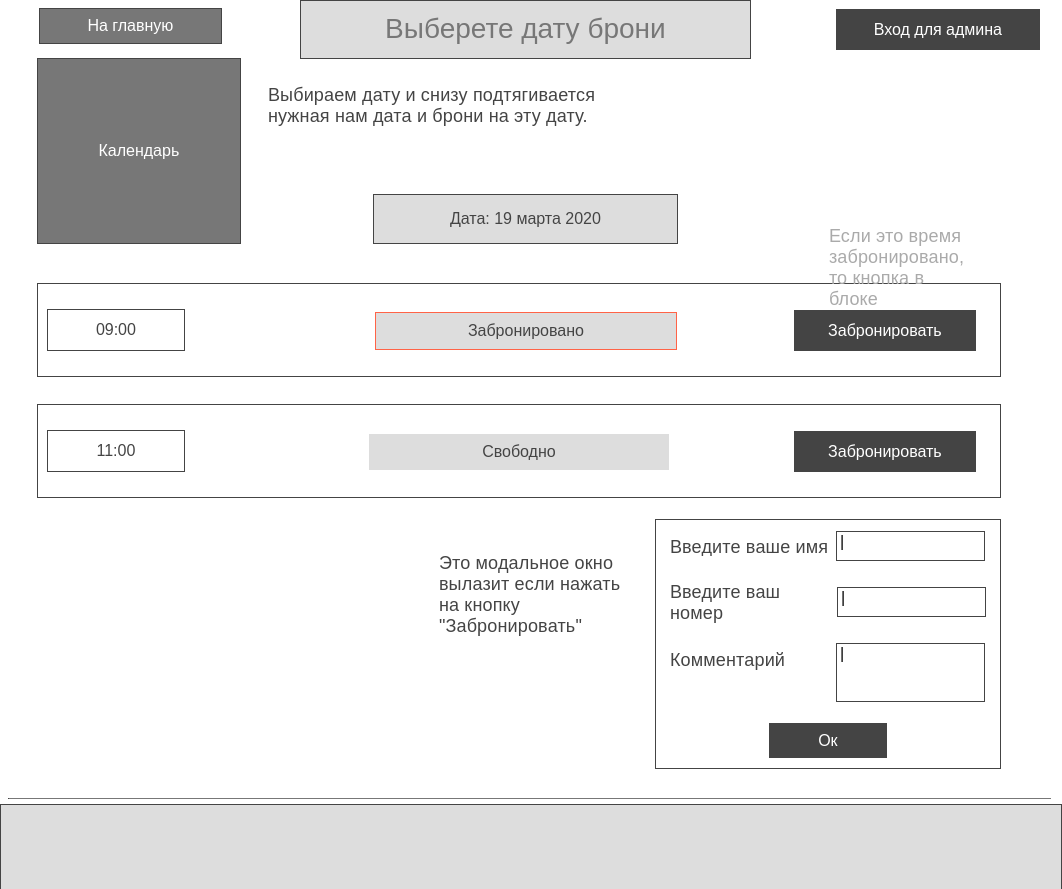 На главную
Выберете дату брони
Вход для админа
Календарь
Выбираем дату и снизу подтягивается
нужная нам дата и брони на эту дату.
Дата: 19 марта 2020
Если это время
забронировано,
то кнопка в
блоке
09:00
Забронировано
Забронировать
11:00
Свободно
Забронировать
Это модальное окно
вылазит если нажать
на кнопку
"Забронировать"
Введите ваше имя
Введите ваш
номер
Комментарий
Ок